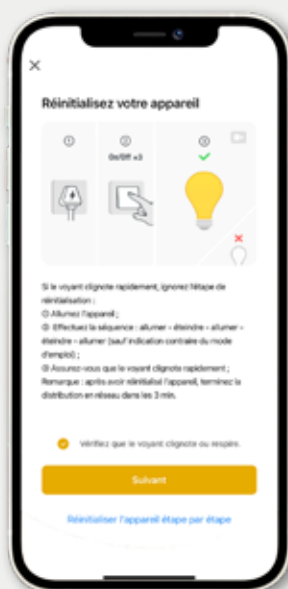 Réinitialisez votre appareil
① ② ③
On/Off x3
Si le voyant clignote rapidement, ignorez l'étape de
réinitialisation :
① Allumez l'appareil ;
② Effectuez la séquence : allumer - éteindre - allumer -
éteindre - allumer (sauf indication contraire du mode
d'emploi) ;
③ Assurez-vous que le voyant clignote rapidement ;
Remarque : après avoir réinitialisé l'appareil, terminez la
distribution en réseau dans les 3 min.
Vérifiez que le voyant clignote ou respire.
Suivant
Réinitialiser l'appareil étape par étape